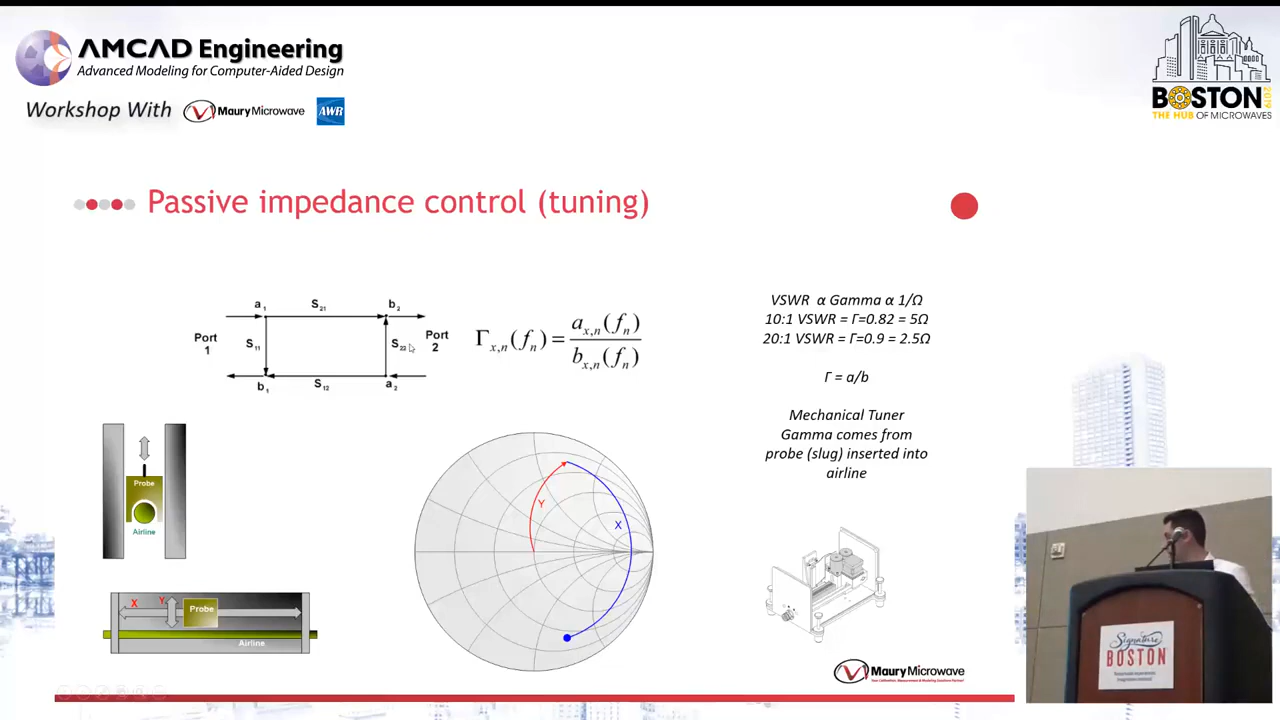 AMCAD Engineering
Advanced Modeling for Computer-Aided Design
Workshop With
Maury Microwave
AWR
BOSTON
2019
THE HUB OF MICROWAVES
Passive impedance control (tuning)
a1 S21 b2
Port 1
S11
S22
Port 2
b1 S12 a2
Γx,n(fn) = ax,n(fn) / bx,n(fn)
VSWR α Gamma α 1/Ω
10:1 VSWR = Γ=0.82 = 5Ω
20:1 VSWR = Γ=0.9 = 2.5Ω
Γ = a/b
Mechanical Tuner
Gamma comes from
probe (slug) inserted into
airline
Probe
Airline
Y
X
X
Y
Probe
Airline
Maury Microwave
Signature
BOSTON